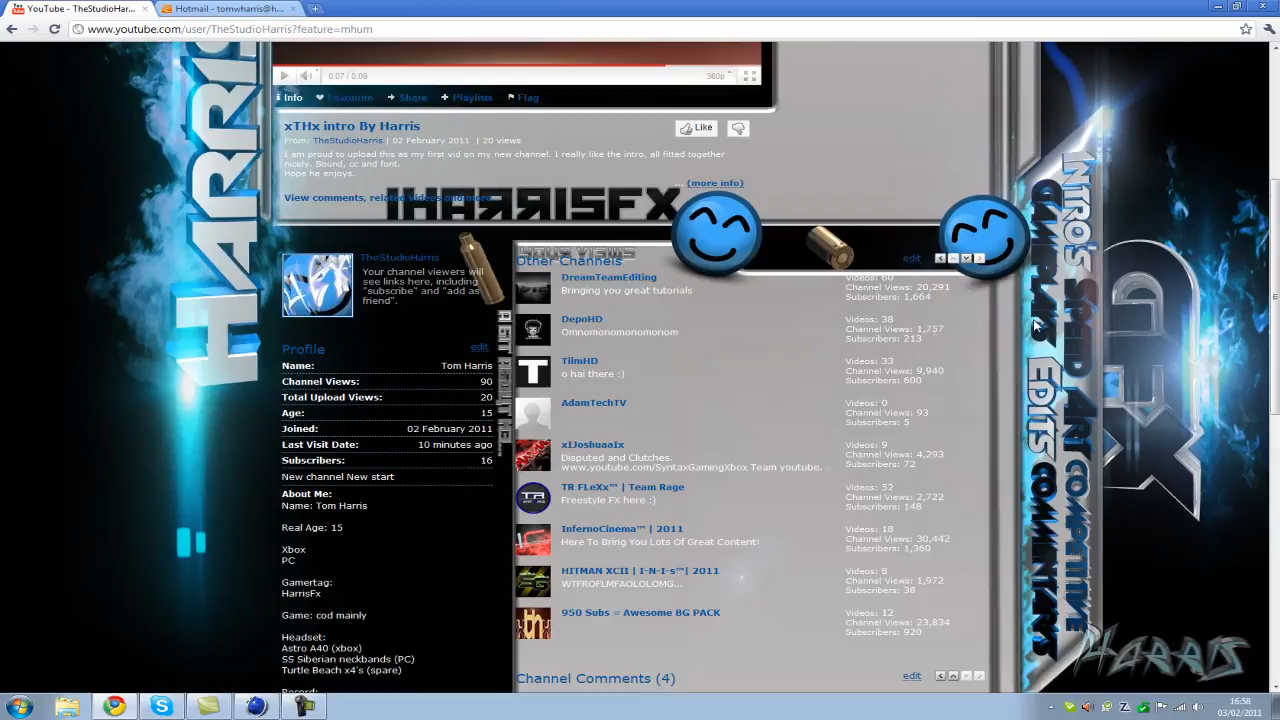 YouTube - TheStudioHar...
Hotmail - tomwharris@h...
www.youtube.com/user/TheStudioHarris?feature=mhum
HARRIS
0:07 / 0:09
360p
Info
Favourite
Share
Playlists
Flag
xTHx intro By Harris
Like
From: TheStudioHarris | 02 February 2011 | 20 views
I am proud to upload this as my first vid on my new channel. I really like the intro, all fitted together
nicely. Sound, cc and font.
Hope he enjoys.
... (more info)
View comments, related videos and more
IHARRISFX
TheStudioHarris
Your channel viewers will
see links here, including
"subscribe" and "add as
friend".
Profile
edit
Name: Tom Harris
Channel Views: 90
Total Upload Views: 20
Age: 15
Joined: 02 February 2011
Last Visit Date: 10 minutes ago
Subscribers: 16
New channel New start
About Me:
Name: Tom Harris
Real Age: 15
Xbox
PC
Gamertag:
HarrisFx
Game: cod mainly
Headset:
Astro A40 (xbox)
SS Siberian neckbands (PC)
Turtle Beach x4's (spare)
Record:
Other Channels
edit
DreamTeamEditing
Bringing you great tutorials
Videos: 60
Channel Views: 20,291
Subscribers: 1,664
DepoHD
Omnomonomonomonom
Videos: 38
Channel Views: 1,757
Subscribers: 213
TiimHD
o hai there :)
Videos: 33
Channel Views: 9,940
Subscribers: 600
AdamTechTV
Videos: 0
Channel Views: 93
Subscribers: 5
xIJoshuaaIx
Disputed and Clutches.
www.youtube.com/SyntaxGamingXbox Team youtube.
Videos: 9
Channel Views: 4,293
Subscribers: 72
TR FLeXx™ | Team Rage
Freestyle FX here :)
Videos: 52
Channel Views: 2,722
Subscribers: 148
InfernoCinema™ | 2011
Here To Bring You Lots Of Great Content!
Videos: 18
Channel Views: 30,442
Subscribers: 1,360
HITMAN XCII | I-N-I-s™| 2011
WTFROFLMFAOLOLOMG...
Videos: 8
Channel Views: 1,972
Subscribers: 38
950 Subs = Awesome BG PACK
Videos: 12
Channel Views: 23,834
Subscribers: 920
Channel Comments (4)
edit
INTROS
GAMEPLAY
EDITS
COMPETITIVE
HARRIS
16:58
03/02/2011